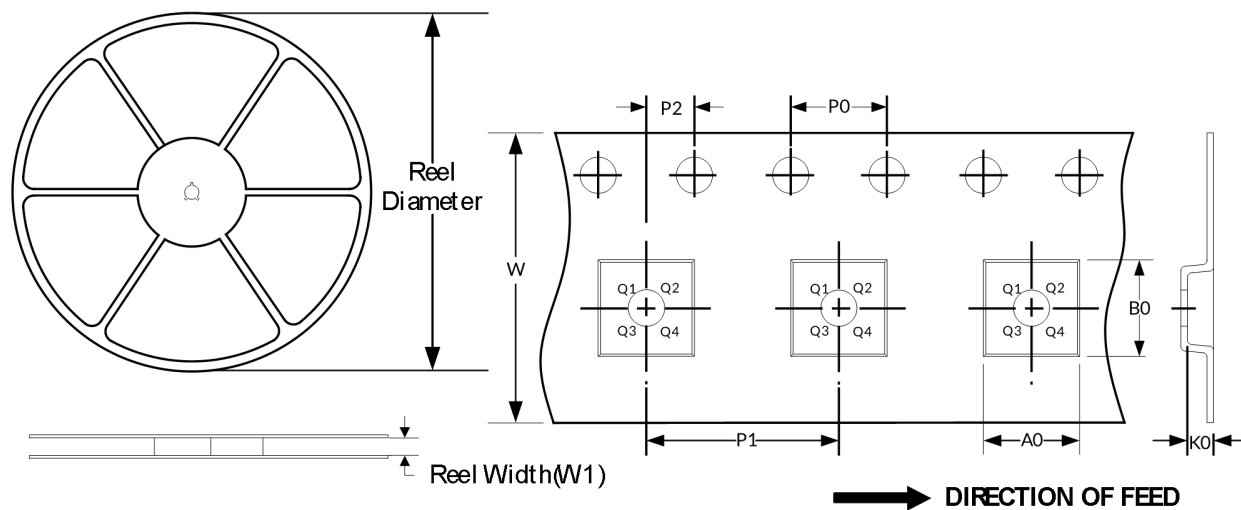 Reel
Diameter
P2
P0
W
Q1 Q2
Q3 Q4
Q1 Q2
Q3 Q4
Q1 Q2
Q3 Q4
B0
P1
A0
K0
Reel Width(W1)
DIRECTION OF FEED